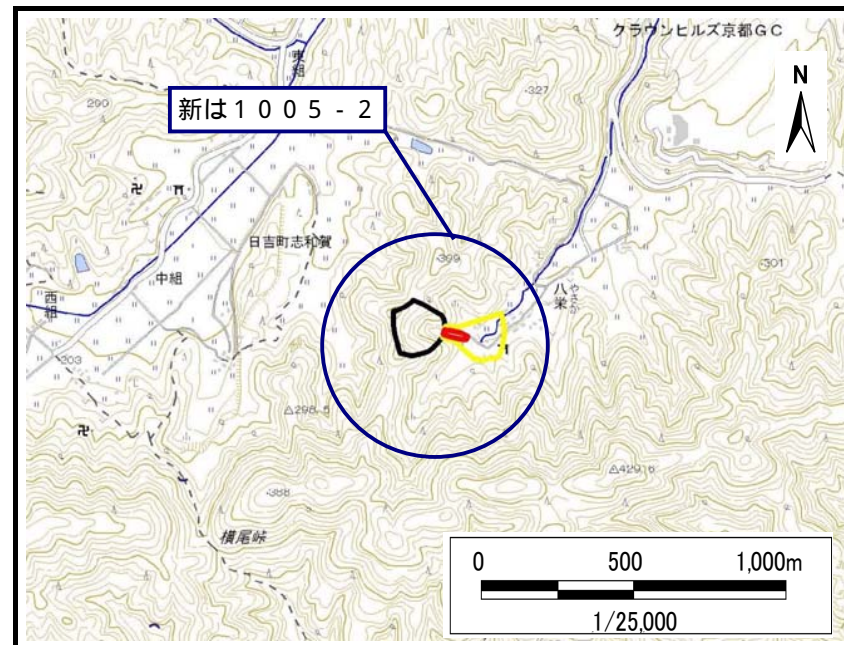 クラウンヒルズ京都GC
東組
N
新は1005-2
・327
290
日吉町志和賀
399
・301
中組
八栄
やさか
西組
・203
△298.5
△429.6
・388
横尾峠
0 500 1,000m
1/25,000